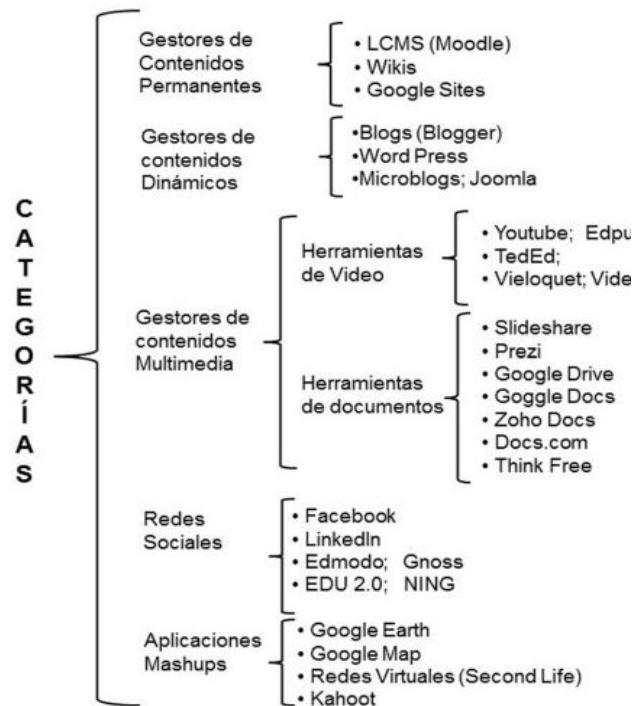 CATEGORÍAS
Gestores de
Contenidos
Permanentes
• LCMS (Moodle)
• Wikis
• Google Sites
Gestores de
contenidos
Dinámicos
•Blogs (Blogger)
•Word Press
•Microblogs; Joomla
Gestores de
contenidos
Multimedia
Herramientas
de Video
• Youtube; Edpu
• TedEd;
• Vieloquet; Vide
Herramientas
de documentos
• Slideshare
• Prezi
• Google Drive
• Goggle Docs
• Zoho Docs
• Docs.com
• Think Free
Redes
Sociales
• Facebook
• LinkedIn
• Edmodo; Gnoss
• EDU 2.0; NING
Aplicaciones
Mashups
• Google Earth
• Google Map
• Redes Virtuales (Second Life)
• Kahoot